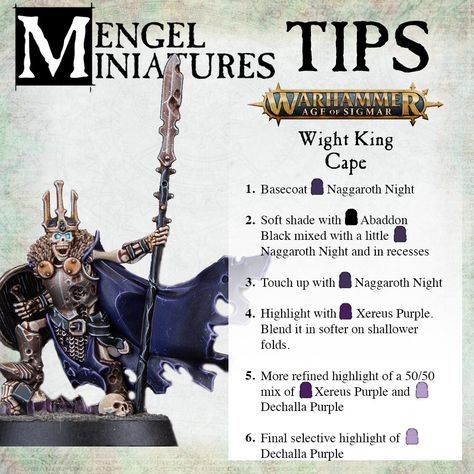 MENGEL
MINIATURES
TIPS
WARHAMMER
AGE OF SIGMAR
Wight King
Cape
1. Basecoat Naggaroth Night
2. Soft shade with Abaddon
Black mixed with a little
Naggaroth Night and in recesses
3. Touch up with Naggaroth Night
4. Highlight with Xereus Purple.
Blend it in softer on shallower
folds.
5. More refined highlight of a 50/50
mix of Xereus Purple and
Dechalla Purple
6. Final selective highlight of
Dechalla Purple